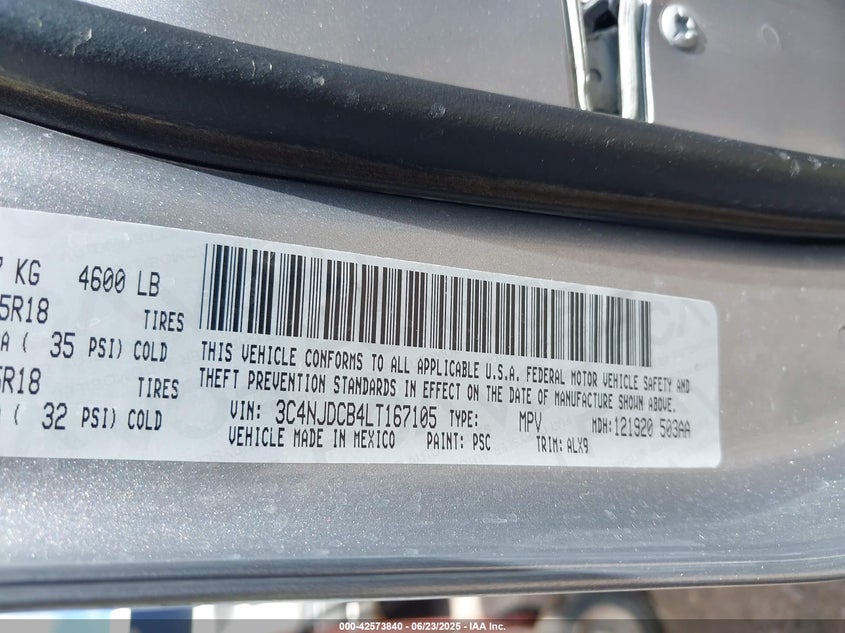 KG 4600 LB
5R18 TIRES
A ( 35 PSI) COLD
5R18 TIRES
( 32 PSI) COLD
THIS VEHICLE CONFORMS TO ALL APPLICABLE U.S.A. FEDERAL MOTOR VEHICLE SAFETY AND
THEFT PREVENTION STANDARDS IN EFFECT ON THE DATE OF MANUFACTURE SHOWN ABOVE.
VIN: 3C4NJDCB4LT167105 TYPE: MPV MDH: 121920 503AA
VEHICLE MADE IN MEXICO PAINT: PSC TRIM: ALX9
000-42573840 - 06/23/2025 - IAA Inc.